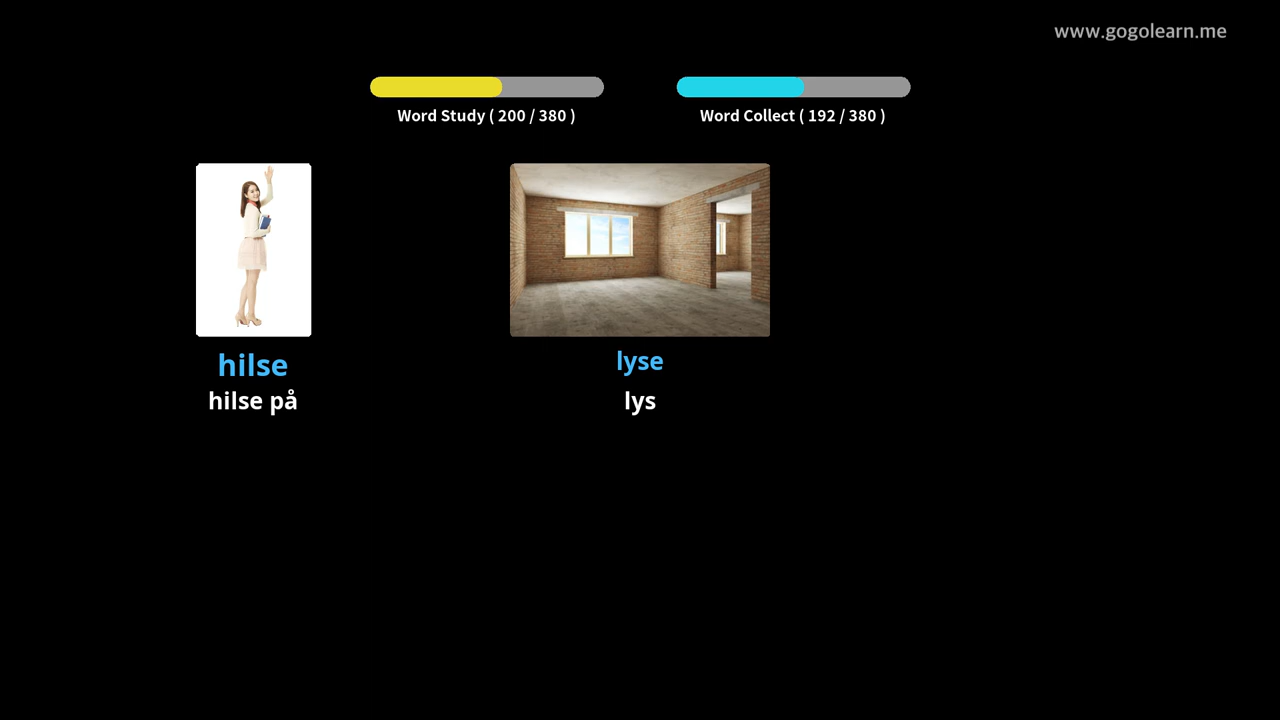 www.gogolearn.me
Word Study ( 200 / 380 )
Word Collect ( 192 / 380 )
hilse
hilse på
lyse
lys